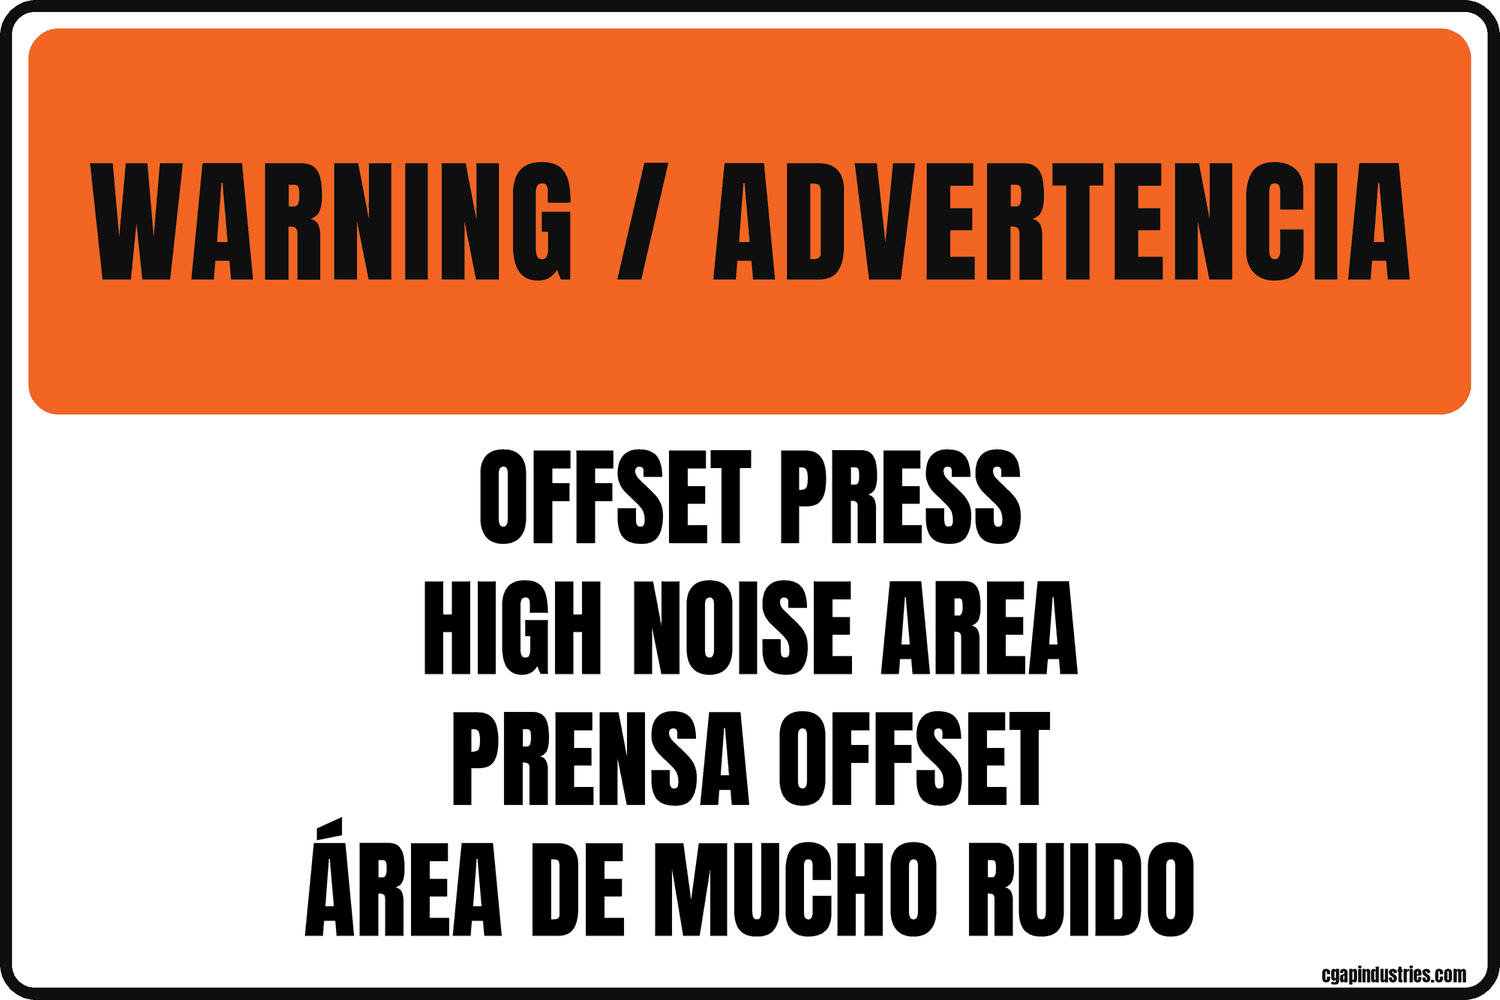 WARNING / ADVERTENCIA
OFFSET PRESS
HIGH NOISE AREA
PRENSA OFFSET
ÁREA DE MUCHO RUIDO
cgapindustries.com